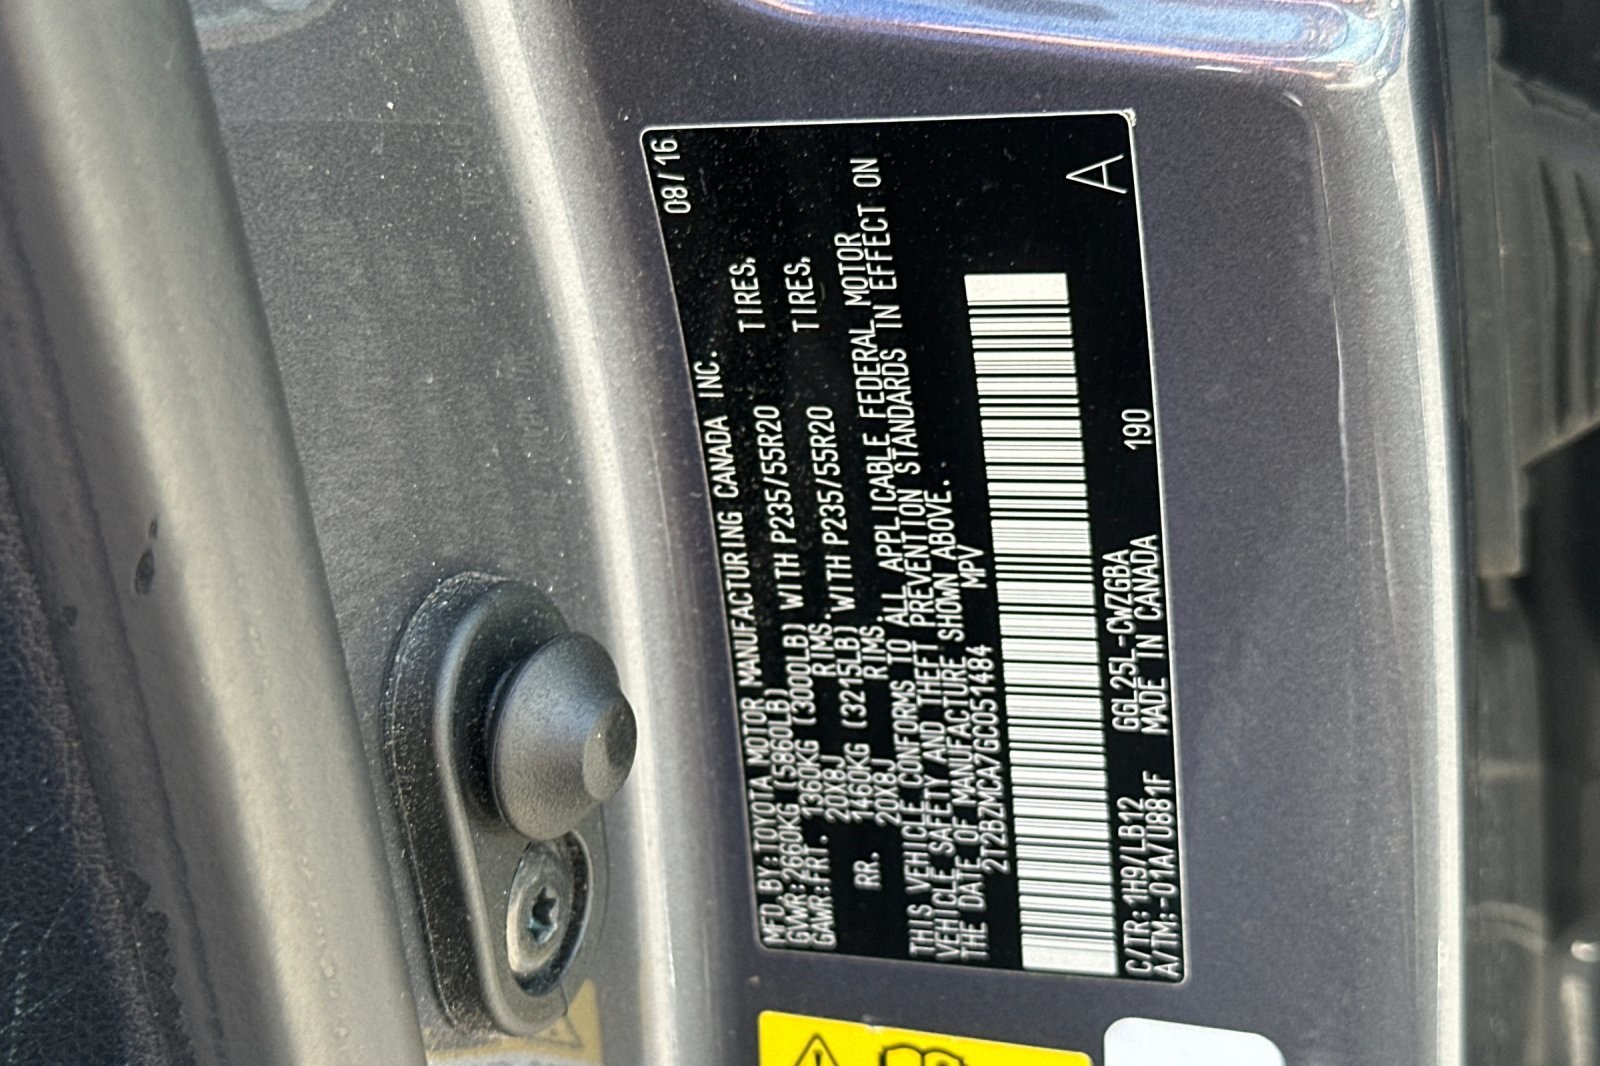 08/16
MFD. BY:TOYOTA MOTOR MANUFACTURING CANADA INC.
GVWR:2660KG (5860LB)
GAWR:FRT. 1360KG (3000LB) WITH P235/55R20 TIRES.
20X8J RIMS.
RR. 1460KG (3215LB) WITH P235/55R20 TIRES.
20X8J RIMS.
THIS VEHICLE CONFORMS TO ALL APPLICABLE FEDERAL MOTOR
VEHICLE SAFETY AND THEFT PREVENTION STANDARDS IN EFFECT ON
THE DATE OF MANUFACTURE SHOWN ABOVE.
2T2BZMCA7GC051484 MPV
C/TR:1H9/LB12 GGL25L-CWZGBA 190 A
A/TM:-01A/U881F MADE IN CANADA